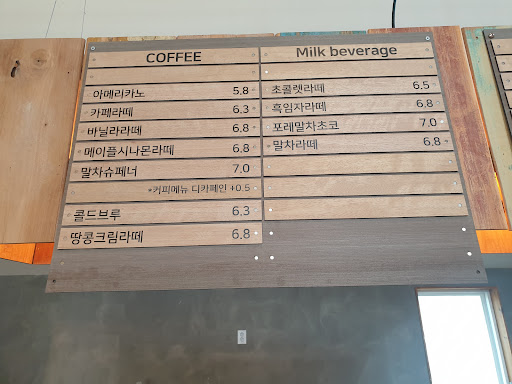 COFFEE
아메리카노 5.8
카페라떼 6.3
바닐라라떼 6.8
메이플시나몬라떼 6.8
말차슈페너 7.0
*커피메뉴 디카페인 +0.5
콜드브루 6.3
땅콩크림라떼 6.8
Milk beverage
초콜렛라떼 6.5
흑임자라떼 6.8
포레말차초코 7.0
말차라떼 6.8